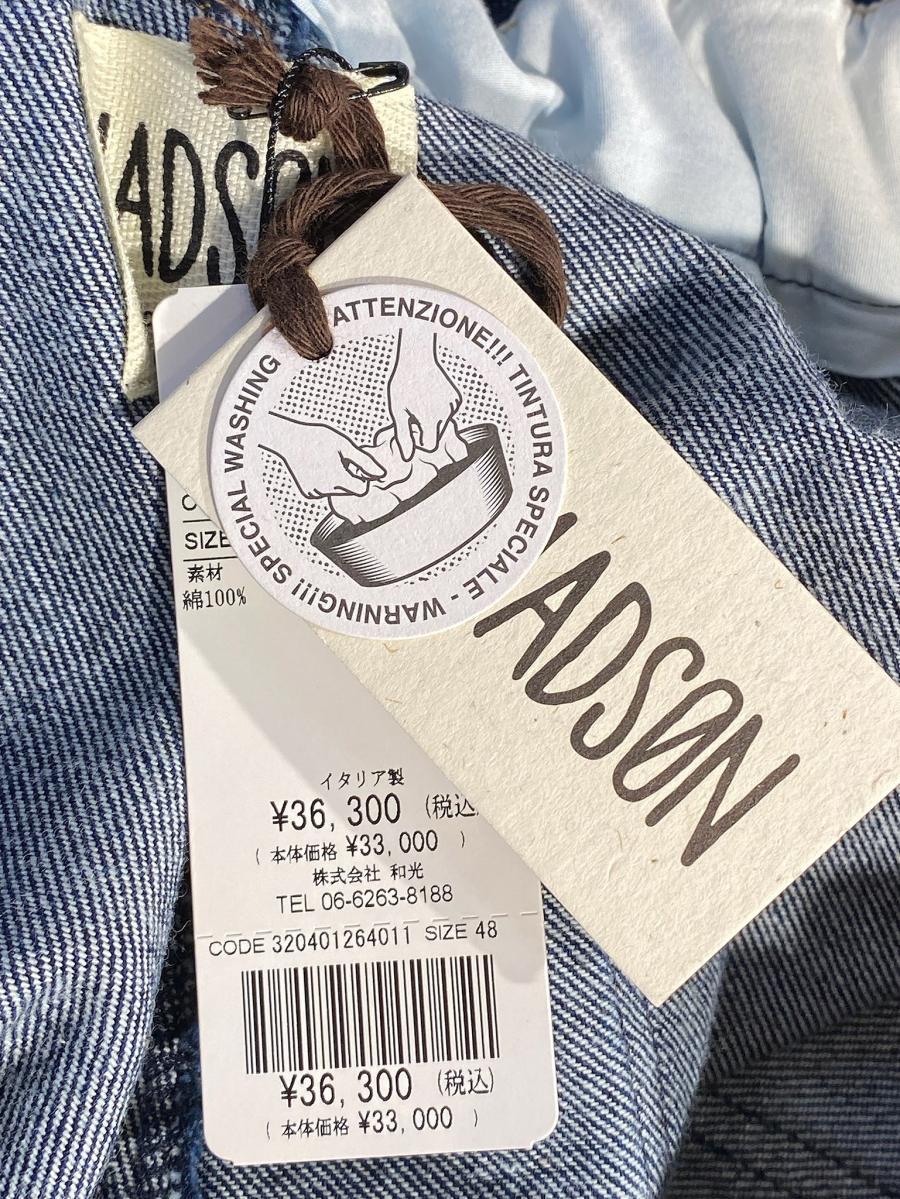 'ADSON
ATTENZIONE!!! TINTURA SPECIALE - WARNING!!! SPECIAL WASHING
'ADSØN
SIZE
素材
綿100%
イタリア製
¥36,300 (税込)
( 本体価格 ¥33,000 )
株式会社 和光
TEL 06-6263-8188
CODE 320401264011 SIZE 48
¥36,300 (税込)
( 本体価格 ¥33,000 )